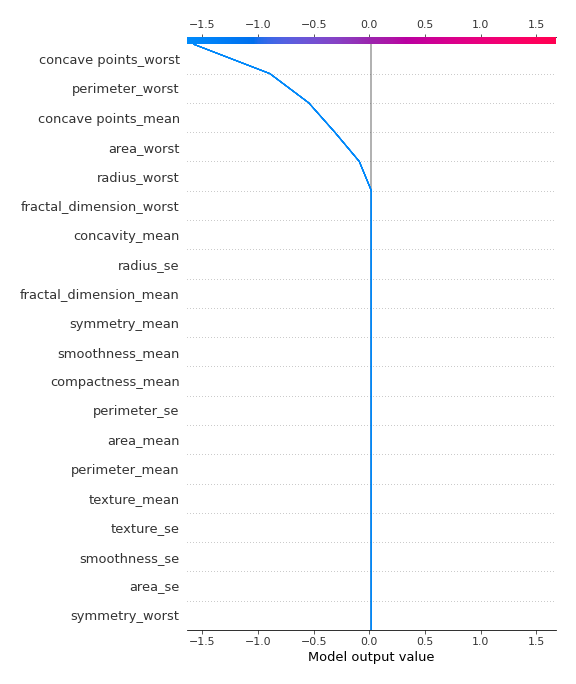 −1.5 −1.0 −0.5 0.0 0.5 1.0 1.5
concave points_worst
perimeter_worst
concave points_mean
area_worst
radius_worst
fractal_dimension_worst
concavity_mean
radius_se
fractal_dimension_mean
symmetry_mean
smoothness_mean
compactness_mean
perimeter_se
area_mean
perimeter_mean
texture_mean
texture_se
smoothness_se
area_se
symmetry_worst
−1.5 −1.0 −0.5 0.0 0.5 1.0 1.5
Model output value